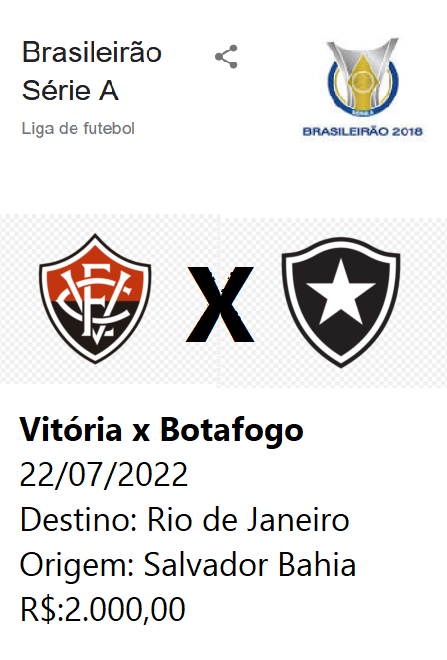 Brasileirão
Série A
Liga de futebol
SÉRIE A
BRASILEIRÃO 2018
X
Vitória x Botafogo
22/07/2022
Destino: Rio de Janeiro
Origem: Salvador Bahia
R$:2.000,00